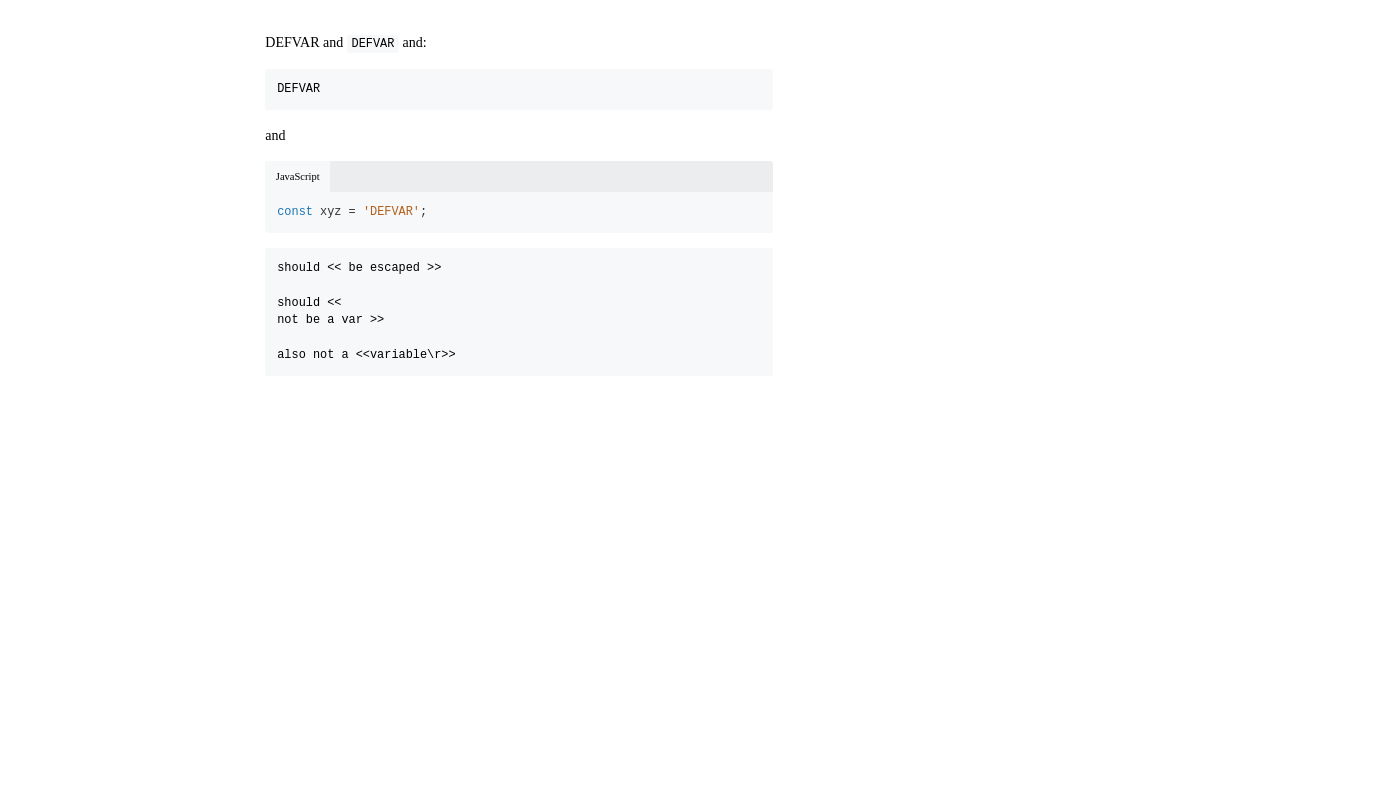 DEFVAR and DEFVAR and:
DEFVAR
and
JavaScript
const xyz = 'DEFVAR';
should << be escaped >>
should <<
not be a var >>
also not a <<variable\r>>